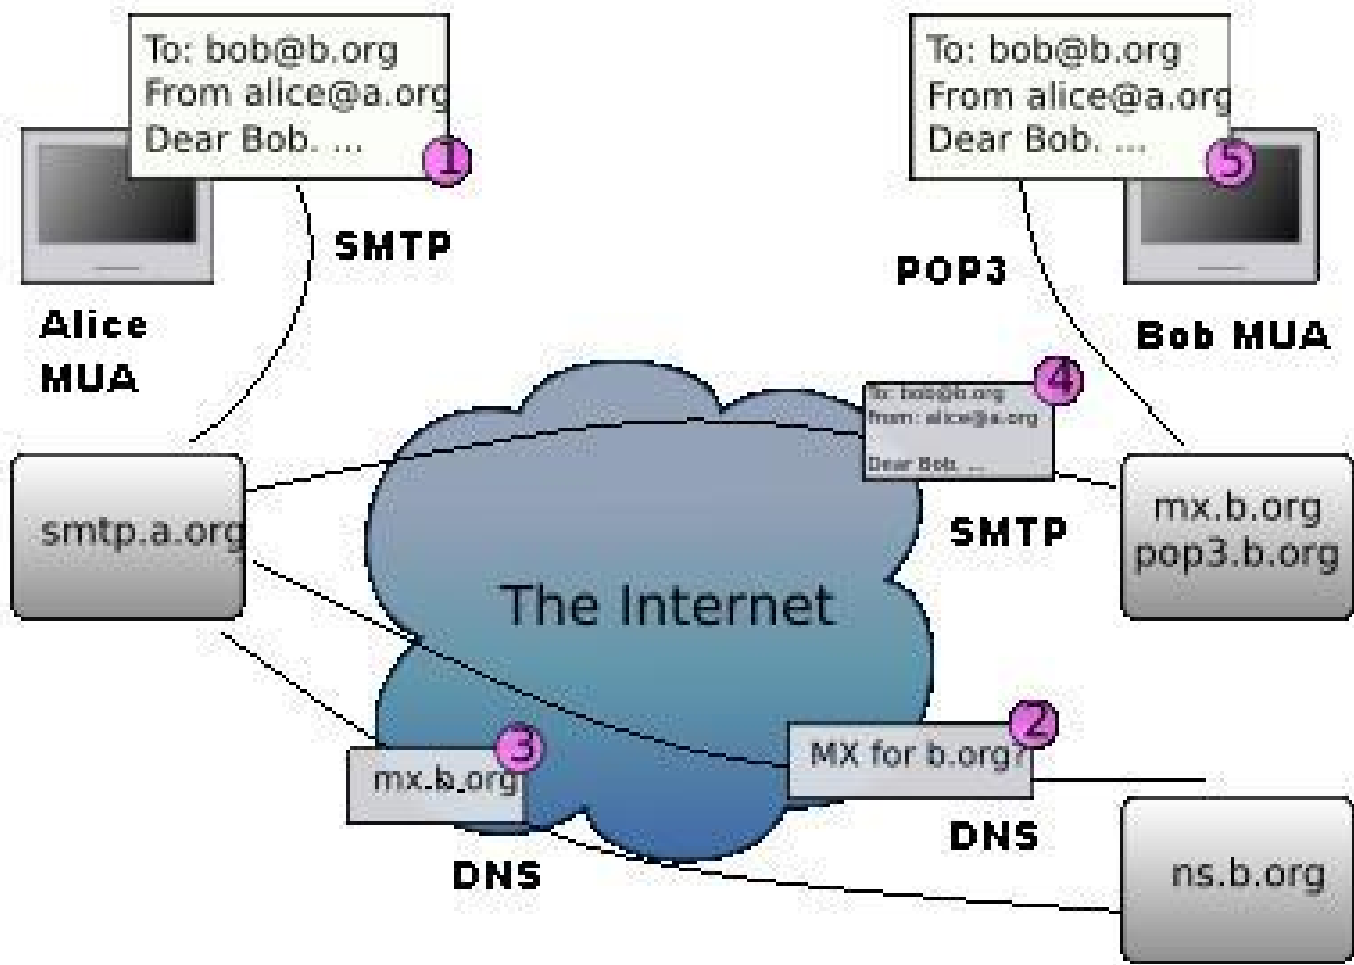 To: bob@b.org
From alice@a.org
Dear Bob. ...
1
SMTP
Alice
MUA
To: bob@b.org
From alice@a.org
Dear Bob. ...
5
POP3
Bob MUA
4
To: bob@b.org
From: alice@a.org
Dear Bob. ...
SMTP
smtp.a.org
mx.b.org
pop3.b.org
The Internet
2
MX for b.org?
DNS
3
mx.b.org
DNS
ns.b.org